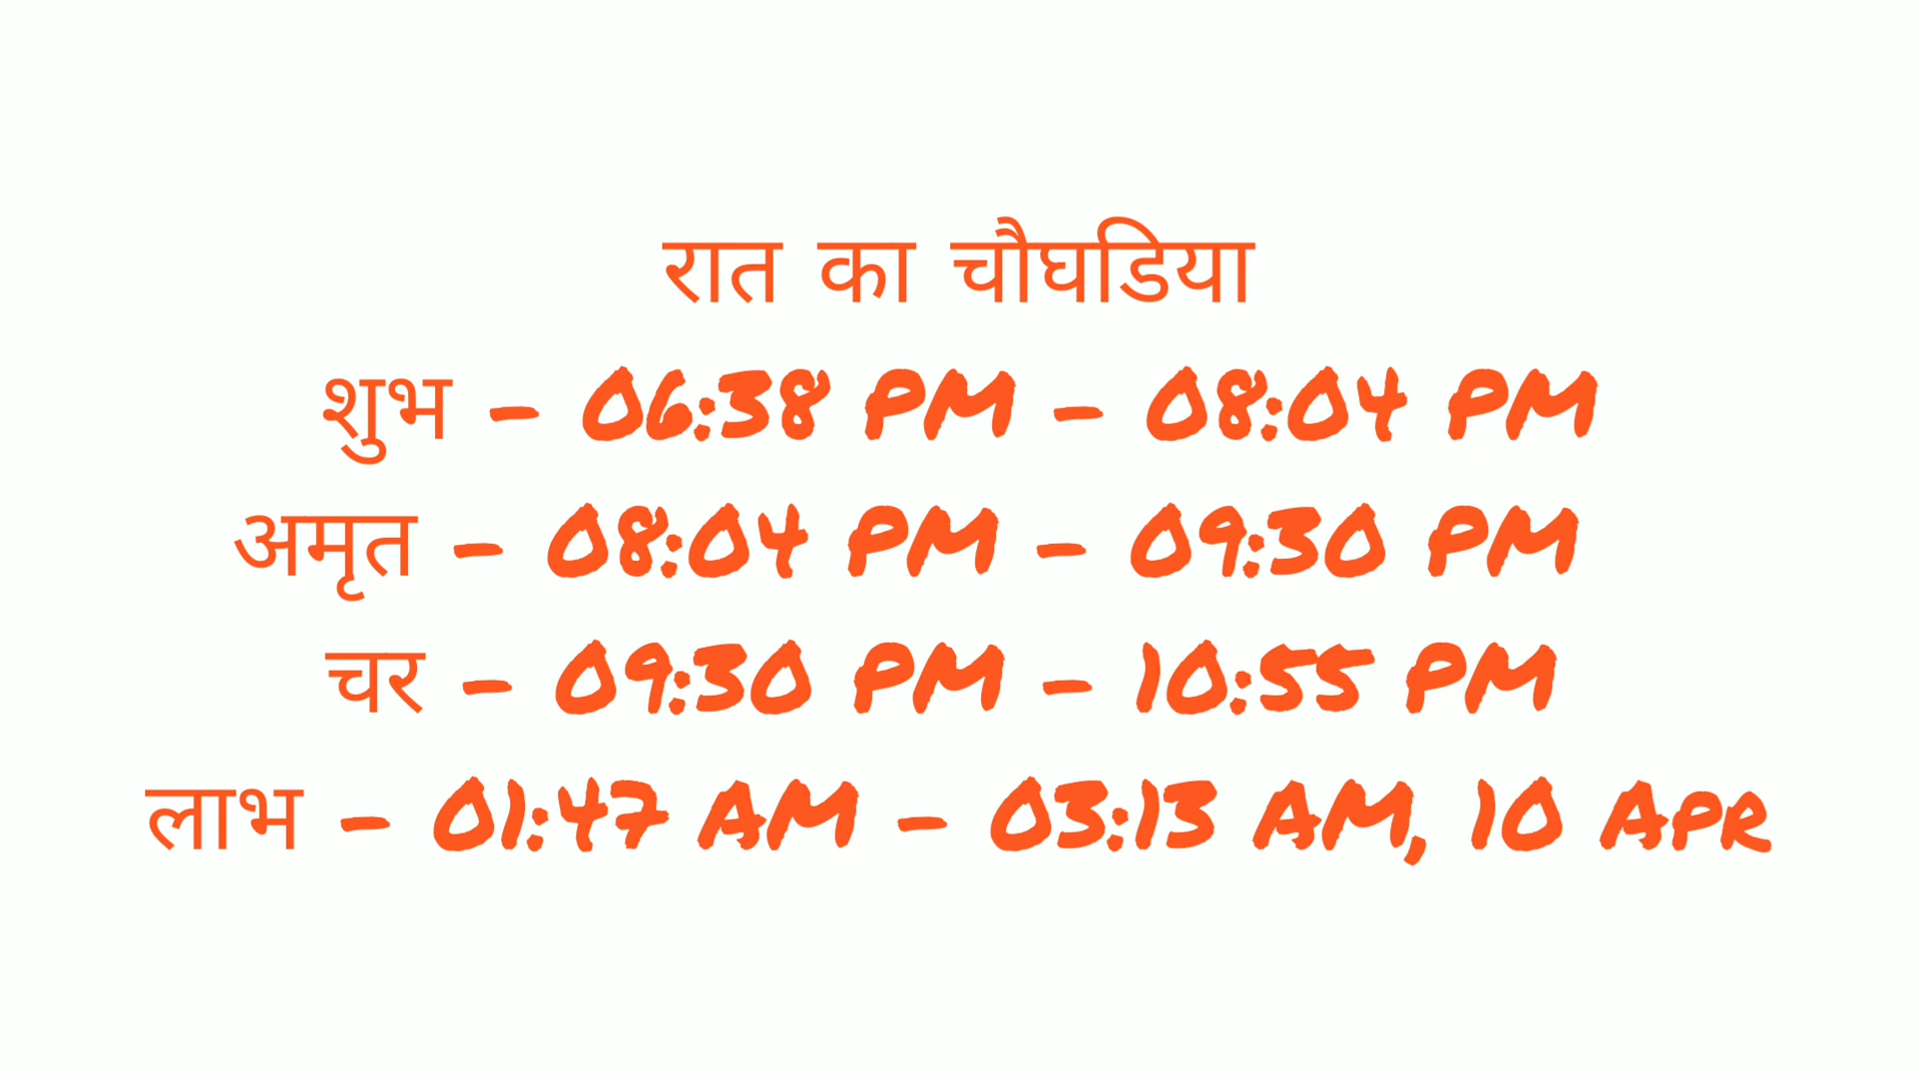 रात का चौघडिया
शुभ – 06:38 PM – 08:04 PM
अमृत – 08:04 PM – 09:30 PM
चर – 09:30 PM – 10:55 PM
लाभ – 01:47 AM – 03:13 AM, 10 Apr